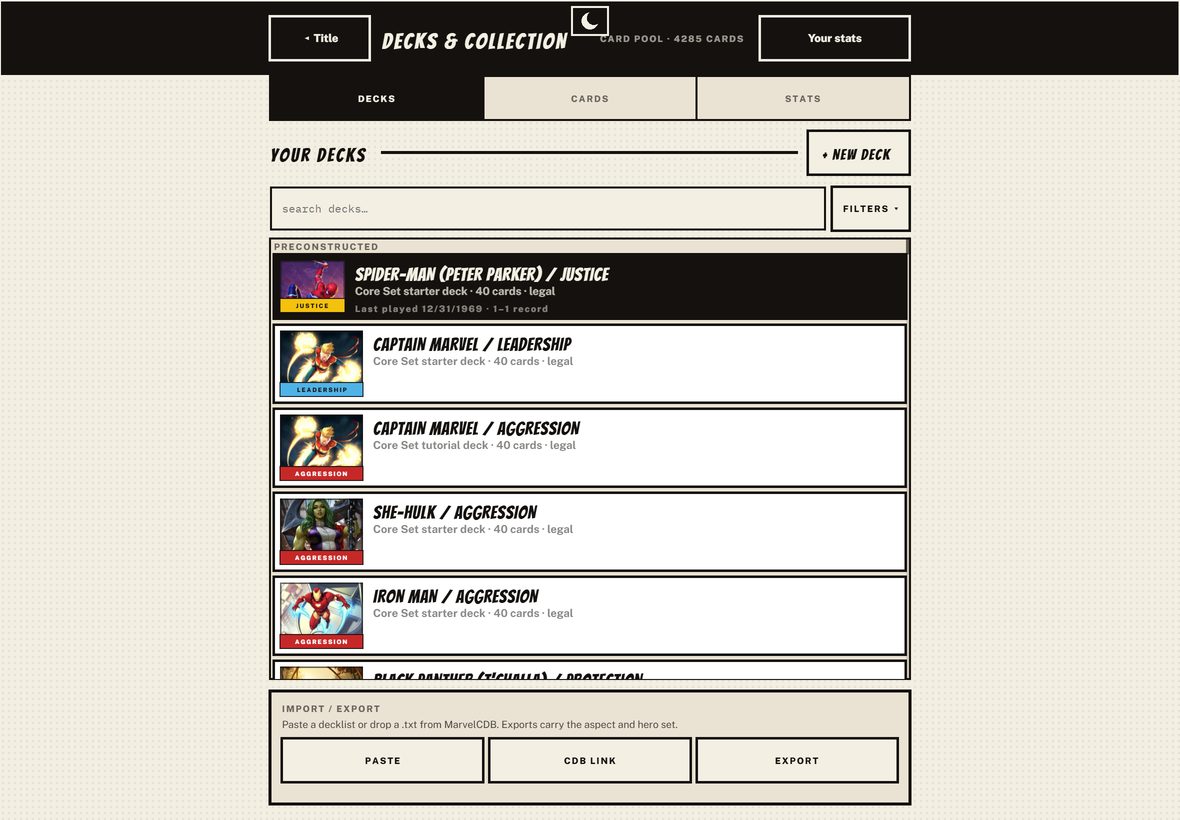 ◂ Title
DECKS & COLLECTION
CARD POOL · 4285 CARDS
Your stats
DECKS
CARDS
STATS
YOUR DECKS
+ NEW DECK
search decks…
FILTERS ▾
PRECONSTRUCTED
SPIDER-MAN (PETER PARKER) / JUSTICE
Core Set starter deck · 40 cards · legal
Last played 12/31/1969 · 1–1 record
JUSTICE
CAPTAIN MARVEL / LEADERSHIP
Core Set starter deck · 40 cards · legal
LEADERSHIP
CAPTAIN MARVEL / AGGRESSION
Core Set tutorial deck · 40 cards · legal
AGGRESSION
SHE-HULK / AGGRESSION
Core Set starter deck · 40 cards · legal
AGGRESSION
IRON MAN / AGGRESSION
Core Set starter deck · 40 cards · legal
AGGRESSION
BLACK PANTHER (T'CHALLA) / PROTECTION
IMPORT / EXPORT
Paste a decklist or drop a .txt from MarvelCDB. Exports carry the aspect and hero set.
PASTE
CDB LINK
EXPORT